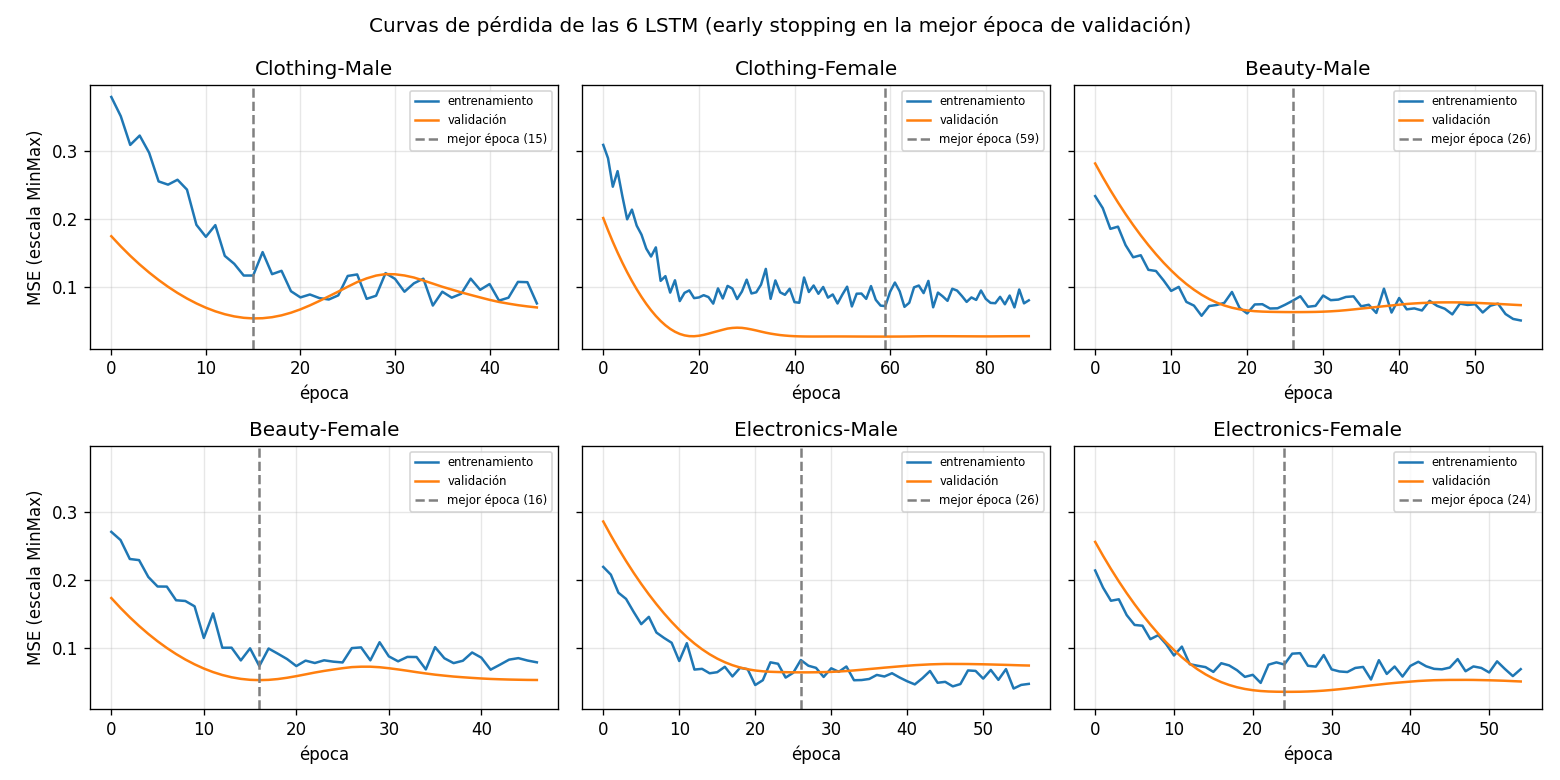 Curvas de pérdida de las 6 LSTM (early stopping en la mejor época de validación)
Clothing-Male
Clothing-Female
Beauty-Male
MSE (escala MinMax)
0.3
0.2
0.1
entrenamiento
validación
mejor época (15)
entrenamiento
validación
mejor época (59)
entrenamiento
validación
mejor época (26)
0 10 20 30 40
0 20 40 60 80
0 10 20 30 40 50
época
época
época
Beauty-Female
Electronics-Male
Electronics-Female
MSE (escala MinMax)
0.3
0.2
0.1
entrenamiento
validación
mejor época (16)
entrenamiento
validación
mejor época (26)
entrenamiento
validación
mejor época (24)
0 10 20 30 40
0 10 20 30 40 50
0 10 20 30 40 50
época
época
época